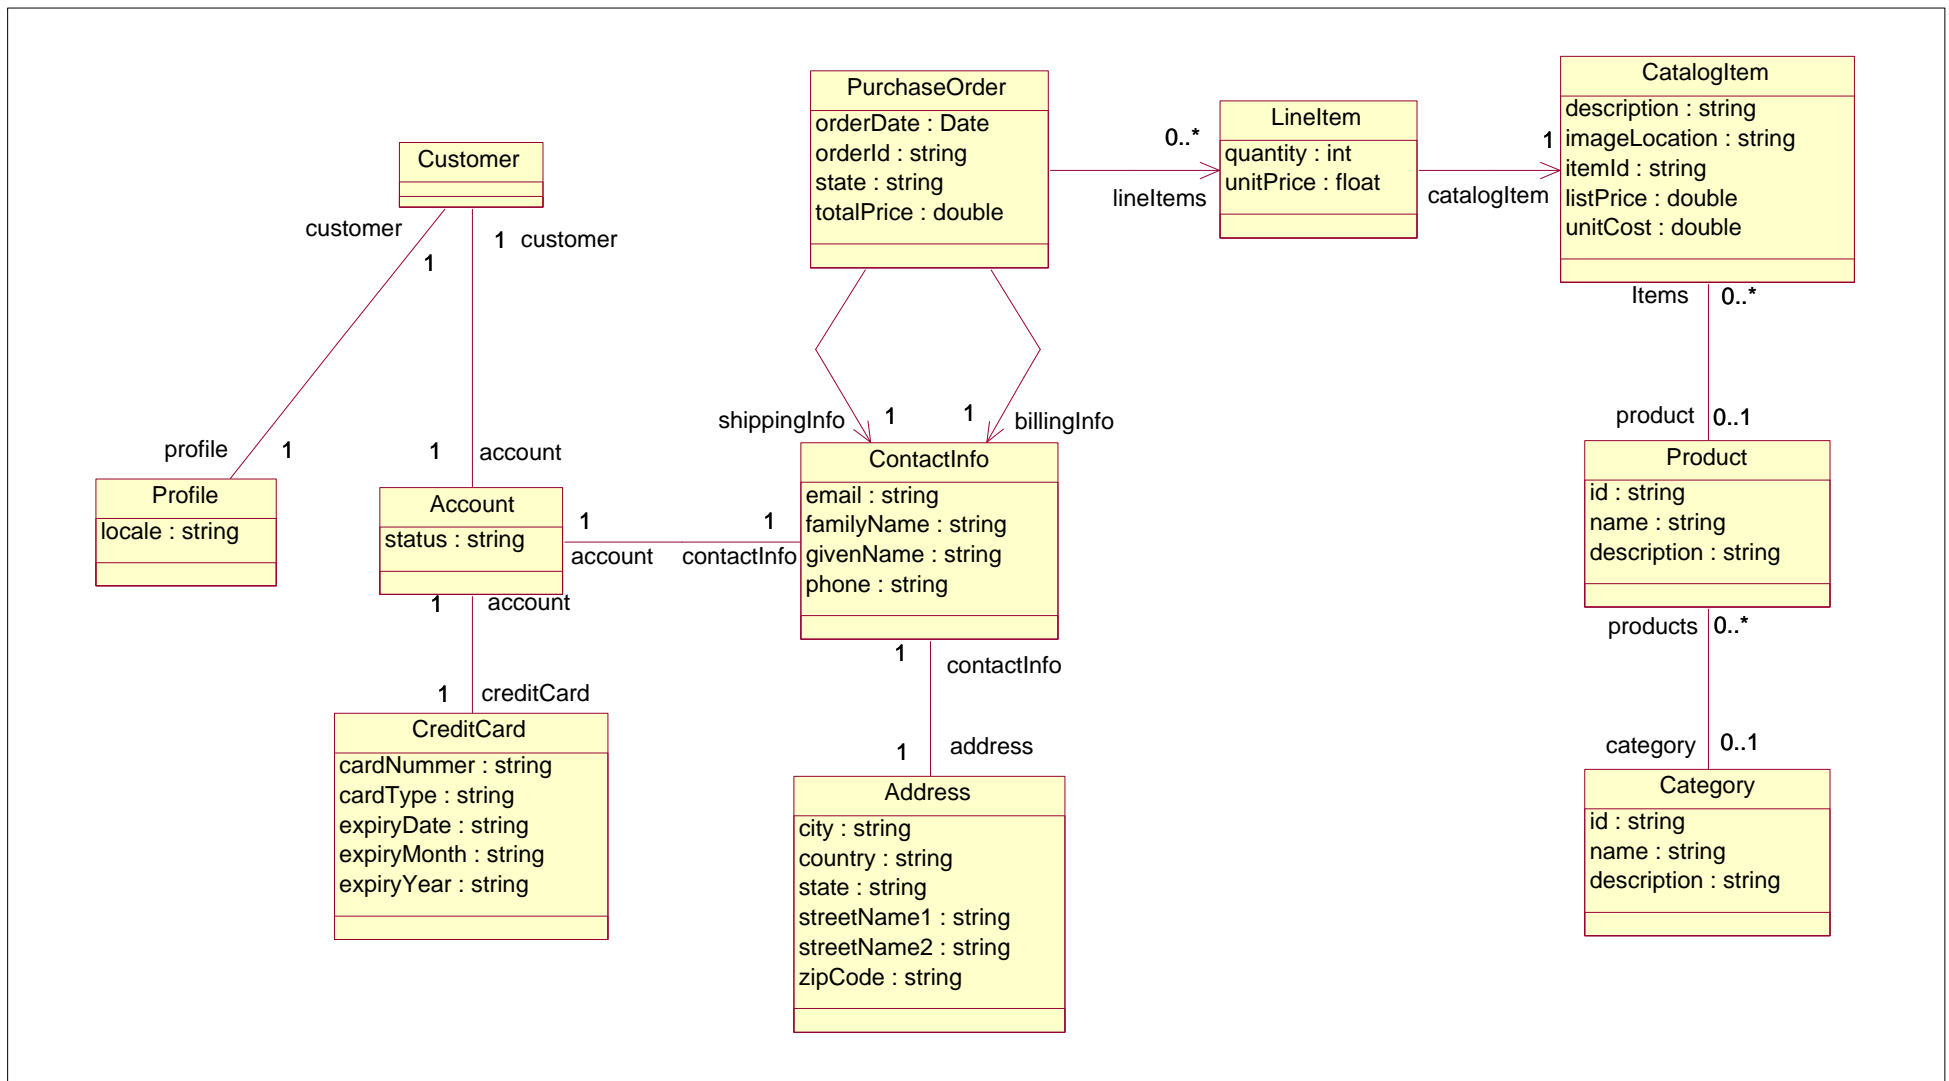 PurchaseOrder
orderDate : Date
orderId : string
state : string
totalPrice : double
LineItem
quantity : int
unitPrice : float
CatalogItem
description : string
imageLocation : string
itemId : string
listPrice : double
unitCost : double
0..*
lineItems
1
catalogItem
Customer
customer
1
1 customer
Items 0..*
shippingInfo 1
1 billingInfo
product 0..1
profile 1
1 account
Profile
locale : string
Account
status : string
1
account
1
contactInfo
ContactInfo
email : string
familyName : string
givenName : string
phone : string
Product
id : string
name : string
description : string
1 account
products 0..*
1 contactInfo
1 creditCard
1 address
category 0..1
CreditCard
cardNummer : string
cardType : string
expiryDate : string
expiryMonth : string
expiryYear : string
Address
city : string
country : string
state : string
streetName1 : string
streetName2 : string
zipCode : string
Category
id : string
name : string
description : string